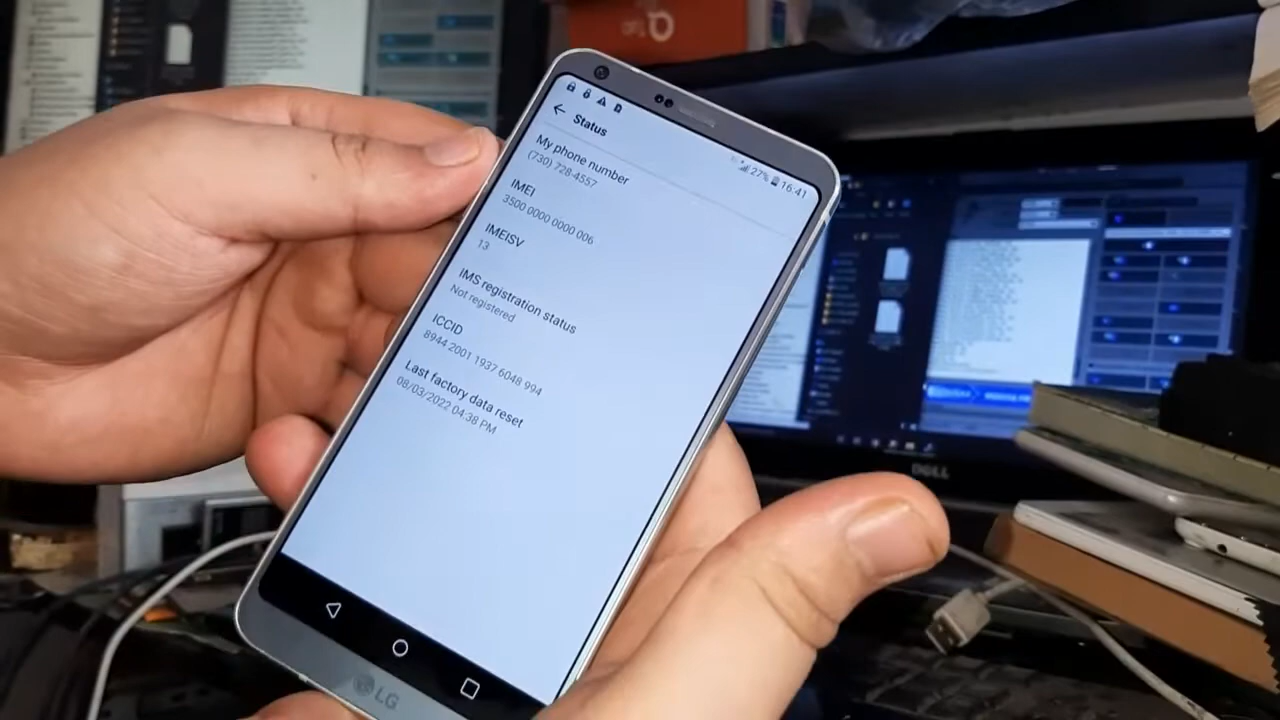 Status
27% 16:41
My phone number
(730) 728-4557
IMEI
3500 0000 0000 006
IMEISV
13
IMS registration status
Not registered
ICCID
8944 2001 1937 6048 994
Last factory data reset
08/03/2022 04:38 PM
LG
DELL